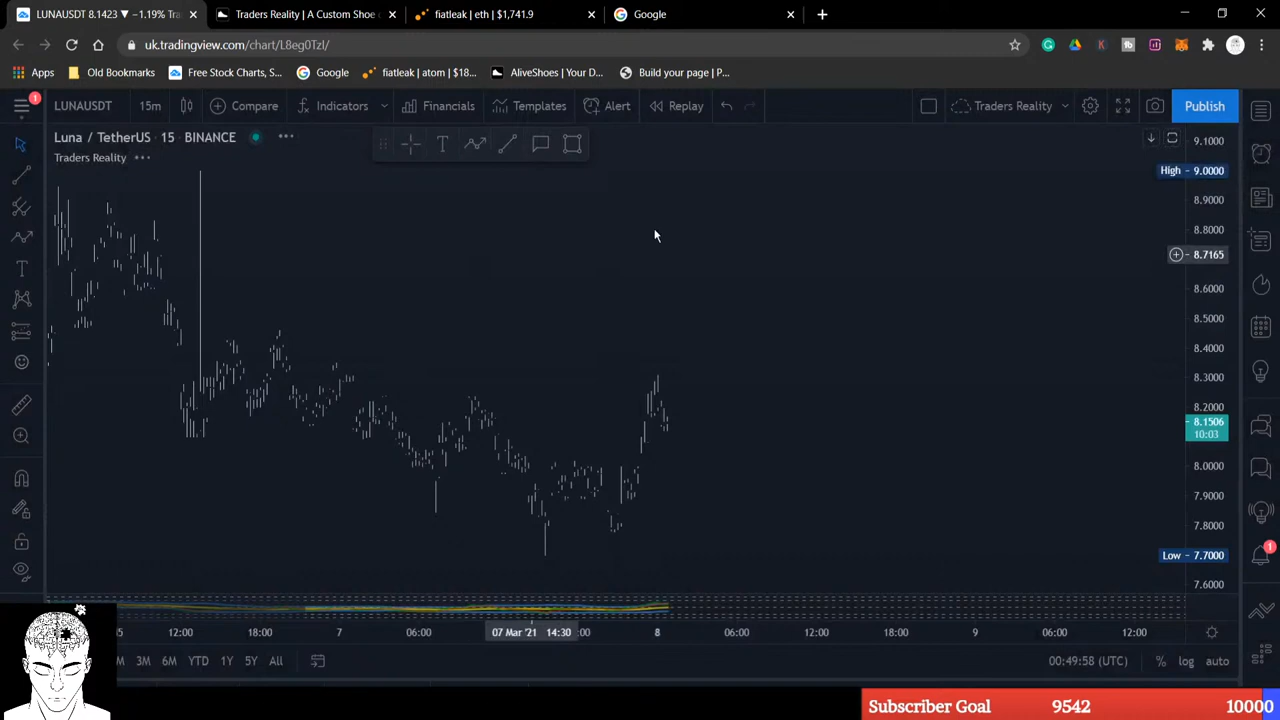 LUNAUSDT 8.1423 ▼ −1.19% Tra
Traders Reality | A Custom Shoe c
fiatleak | eth | $1,741.9
Google
uk.tradingview.com/chart/L8eg0TzI/
Apps
Old Bookmarks
Free Stock Charts, S...
Google
fiatleak | atom | $18...
AliveShoes | Your D...
Build your page | P...
1
LUNAUSDT
15m
Compare
Indicators
Financials
Templates
Alert
Replay
Traders Reality
Publish
Luna / TetherUS · 15 · BINANCE
Traders Reality
9.1000
High - 9.0000
8.9000
8.8000
8.7165
8.6000
8.5000
8.4000
8.3000
8.2000
8.1506
10:03
8.0000
7.9000
7.8000
Low - 7.7000
7.6000
1
12:00
18:00
7
06:00
07 Mar '21 14:30
:00
8
06:00
12:00
18:00
9
06:00
12:00
3M
6M
YTD
1Y
5Y
All
00:49:58 (UTC)
%
log
auto
Subscriber Goal 9542 10000